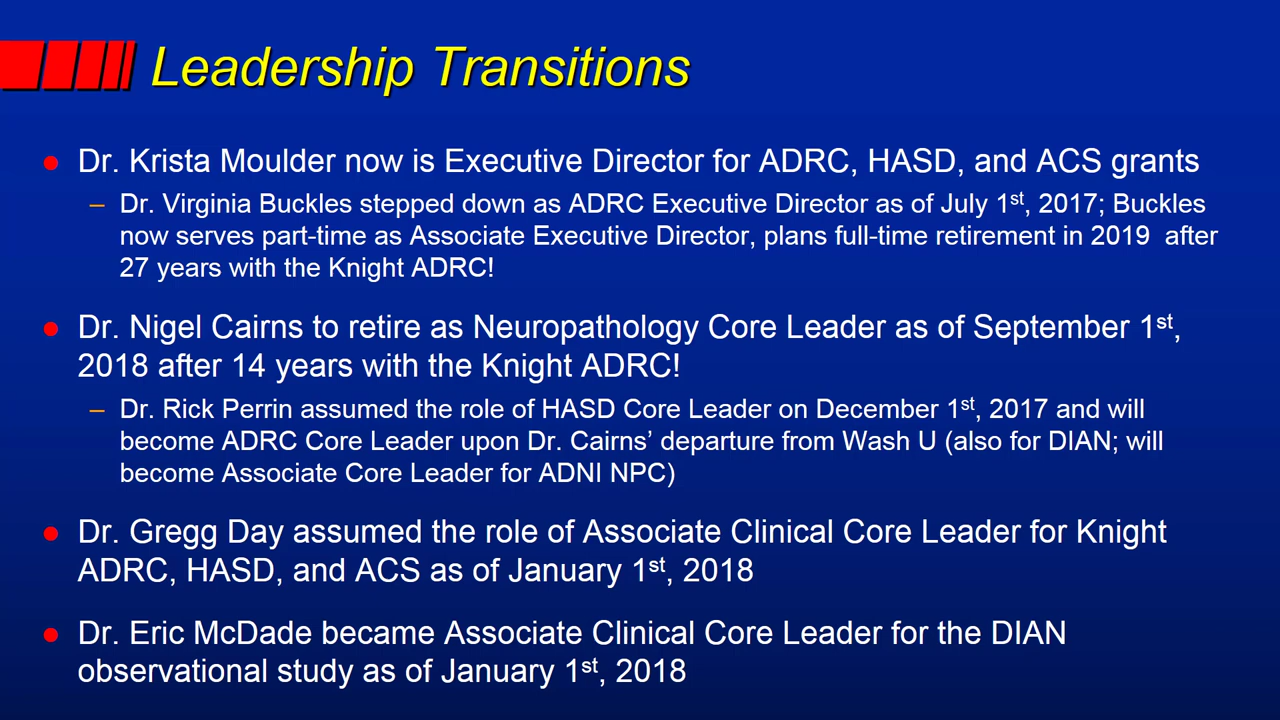 Leadership Transitions
● Dr. Krista Moulder now is Executive Director for ADRC, HASD, and ACS grants
– Dr. Virginia Buckles stepped down as ADRC Executive Director as of July 1st, 2017; Buckles
now serves part-time as Associate Executive Director, plans full-time retirement in 2019 after
27 years with the Knight ADRC!
● Dr. Nigel Cairns to retire as Neuropathology Core Leader as of September 1st,
2018 after 14 years with the Knight ADRC!
– Dr. Rick Perrin assumed the role of HASD Core Leader on December 1st, 2017 and will
become ADRC Core Leader upon Dr. Cairns’ departure from Wash U (also for DIAN; will
become Associate Core Leader for ADNI NPC)
● Dr. Gregg Day assumed the role of Associate Clinical Core Leader for Knight
ADRC, HASD, and ACS as of January 1st, 2018
● Dr. Eric McDade became Associate Clinical Core Leader for the DIAN
observational study as of January 1st, 2018